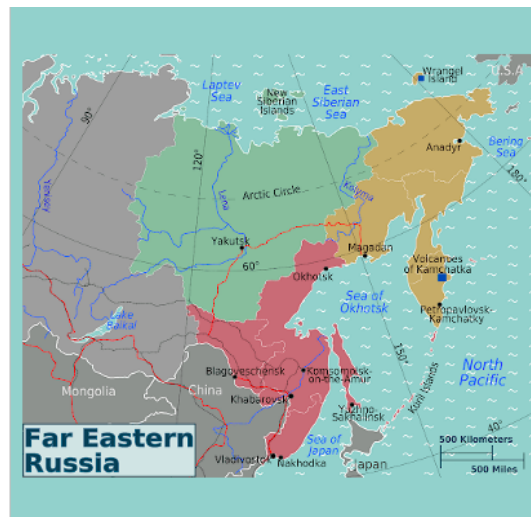 U.S.A
Wrangel
Island
Laptev
Sea
East
Siberian
Sea
New
Siberian
Islands
90°
120°
Bering
Sea
Anadyr
180°
Yenisey
Lena
Arctic Circle
Kolyma
Yakutsk
Magadan
60°
Okhotsk
Volcanoes
of Kamchatka
Sea of
Okhotsk
Petropavlovsk-
Kamchatky
Lake
Baikal
150°
North
Pacific
Blagoveschensk
Komsomolsk-
on-the-Amur
Kuril Islands
Mongolia
China
Khabarovsk
Yuzhno-
Sakhalinsk
40°
Far Eastern
Russia
Sea of
Japan
500 Kilometers
Vladivostok
Nakhodka
Japan
500 Miles